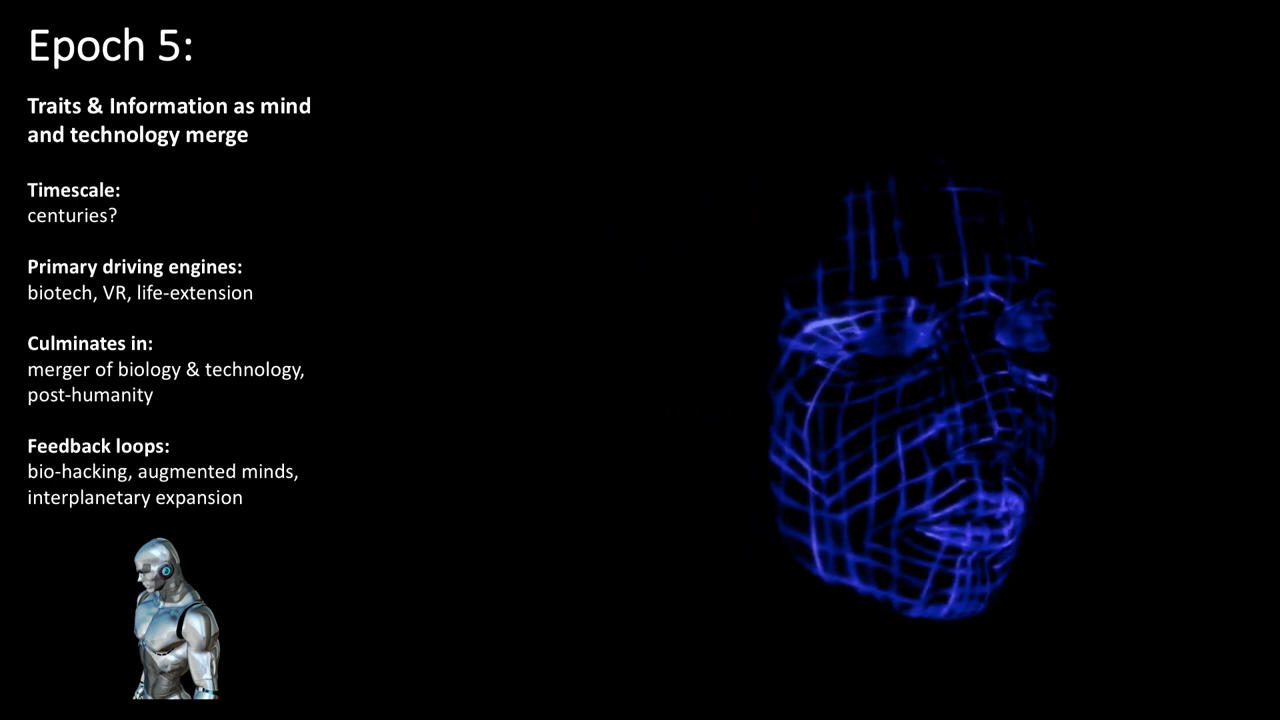 Epoch 5:
Traits & Information as mind
and technology merge
Timescale:
centuries?
Primary driving engines:
biotech, VR, life-extension
Culminates in:
merger of biology & technology,
post-humanity
Feedback loops:
bio-hacking, augmented minds,
interplanetary expansion